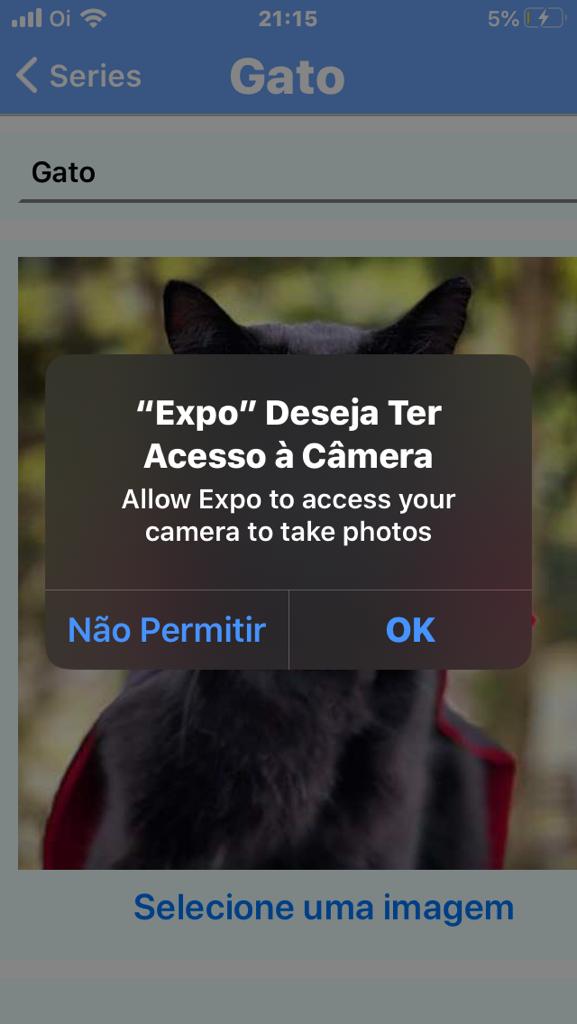 Oi 21:15 5%
Series Gato
Gato
“Expo” Deseja Ter
Acesso à Câmera
Allow Expo to access your
camera to take photos
Não Permitir OK
Selecione uma imagem